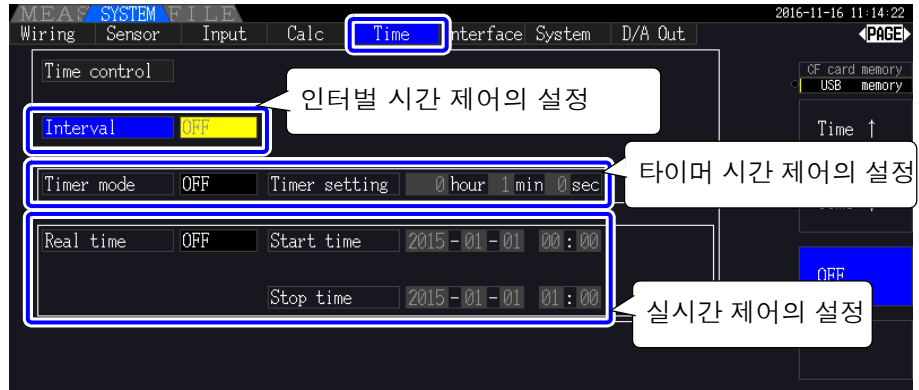 MEAS SYSTEM FILE 2016-11-16 11:14:22
Wiring Sensor Input Calc Time Interface System D/A Out PAGE
Time control
CF card memory
USB memory
인터벌 시간 제어의 설정
Interval OFF
Time ↑
타이머 시간 제어의 설정
Timer mode OFF Timer setting 0 hour 1 min 0 sec
Real time OFF Start time 2015-01-01 00:00
OFF
Stop time 2015-01-01 01:00
실시간 제어의 설정